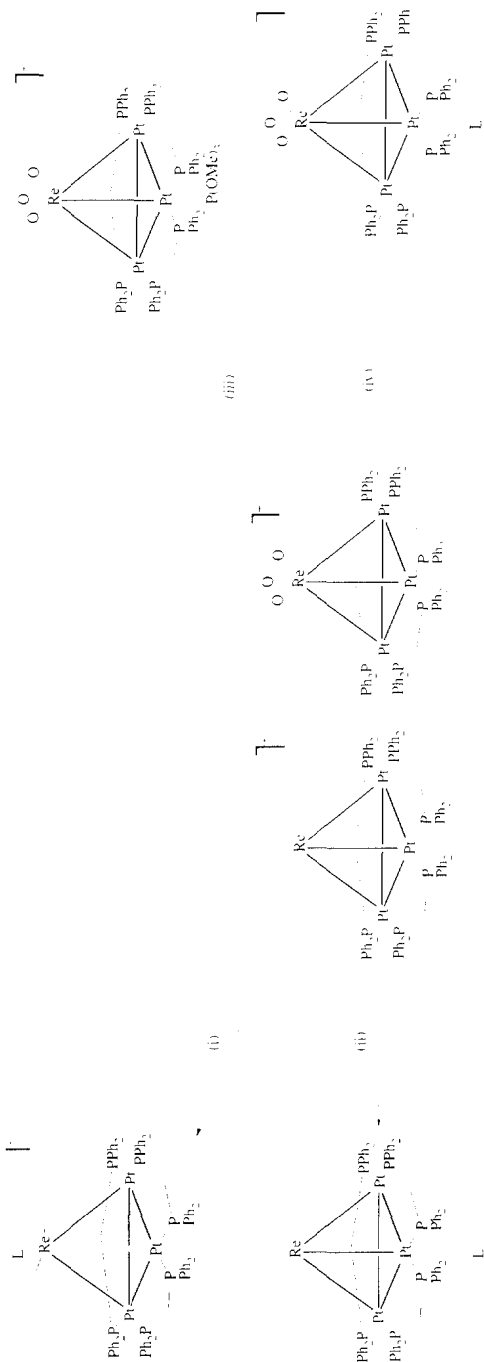 L
Re
Ph₂P PPh₂
Pt Pt
Ph₂P PPh₂
Pt
P P
Ph₂ Ph₂
(i)
O O O
Re
Ph₂P
Pt Pt
Ph₂P PPh₂
Pt
P P
Ph₂ Ph₂
P(OMe)₃
(iii)
Re
Ph₂P PPh₂
Pt Pt
Ph₂P PPh₂
Pt
P P
Ph₂ Ph₂
L
(ii)
Re
Ph₂P PPh₂
Pt Pt
Ph₂P PPh₂
Pt
P P
Ph₂ Ph₂
O O O
Re
Ph₂P PPh₂
Pt Pt
Ph₂P PPh₂
Pt
P P
Ph₂ Ph₂
(iv)
O O O
Re
Ph₂P PPh₂
Pt Pt
Ph₂P PPh
Pt
P P
Ph₂ Ph₂
L